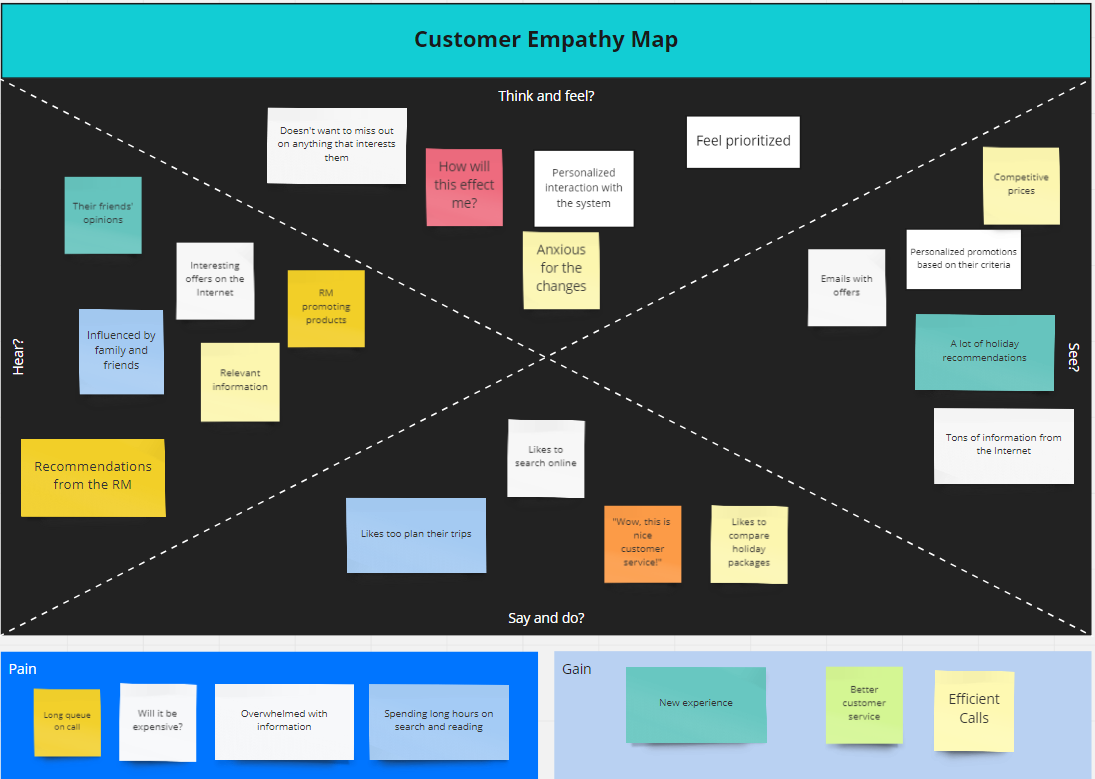 Customer Empathy Map
Think and feel?
Doesn't want to miss out
on anything that interests
them
How will
this effect
me?
Personalized
interaction with
the system
Feel prioritized
Anxious
for the
changes
Hear?
Their friends'
opinions
Interesting
offers on the
Internet
RM
promoting
products
Influenced by
family and
friends
Relevant
information
Recommendations
from the RM
See?
Competitive
prices
Personalized promotions
based on their criteria
Emails with
offers
A lot of holiday
recommendations
Tons of information from
the Internet
Likes to
search online
Likes too plan their trips
"Wow, this is
nice
customer
service!"
Likes to
compare
holiday
packages
Say and do?
Pain
Long queue
on call
Will it be
expensive?
Overwhelmed with
information
Spending long hours on
search and reading
Gain
New experience
Better
customer
service
Efficient
Calls